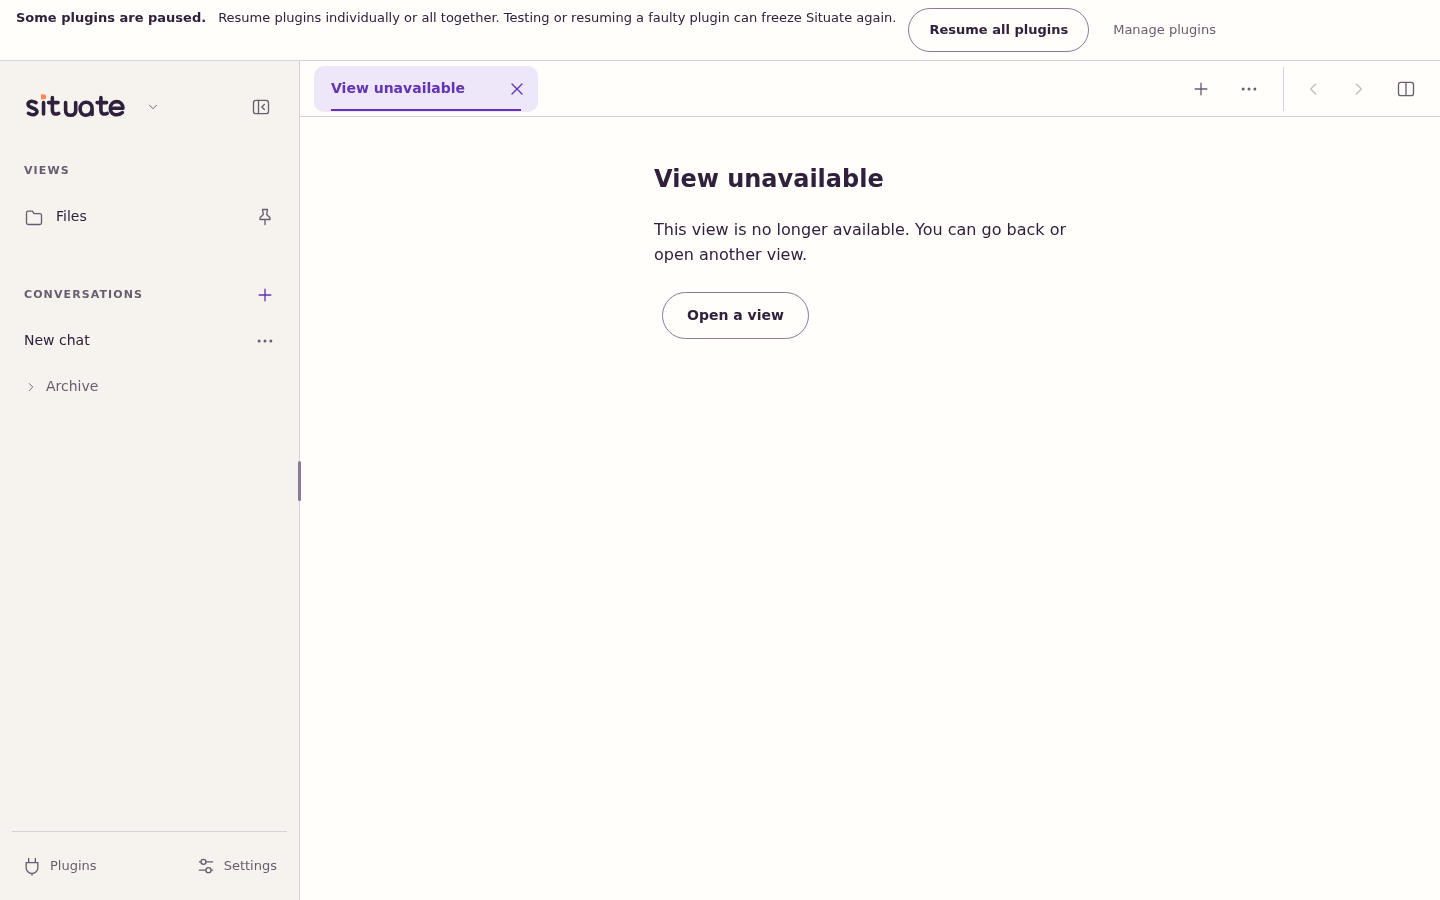 Some plugins are paused. Resume plugins individually or all together. Testing or resuming a faulty plugin can freeze Situate again. Resume all plugins Manage plugins
situate
View unavailable
VIEWS
Files
CONVERSATIONS
New chat
Archive
Plugins Settings
View unavailable
This view is no longer available. You can go back or
open another view.
Open a view